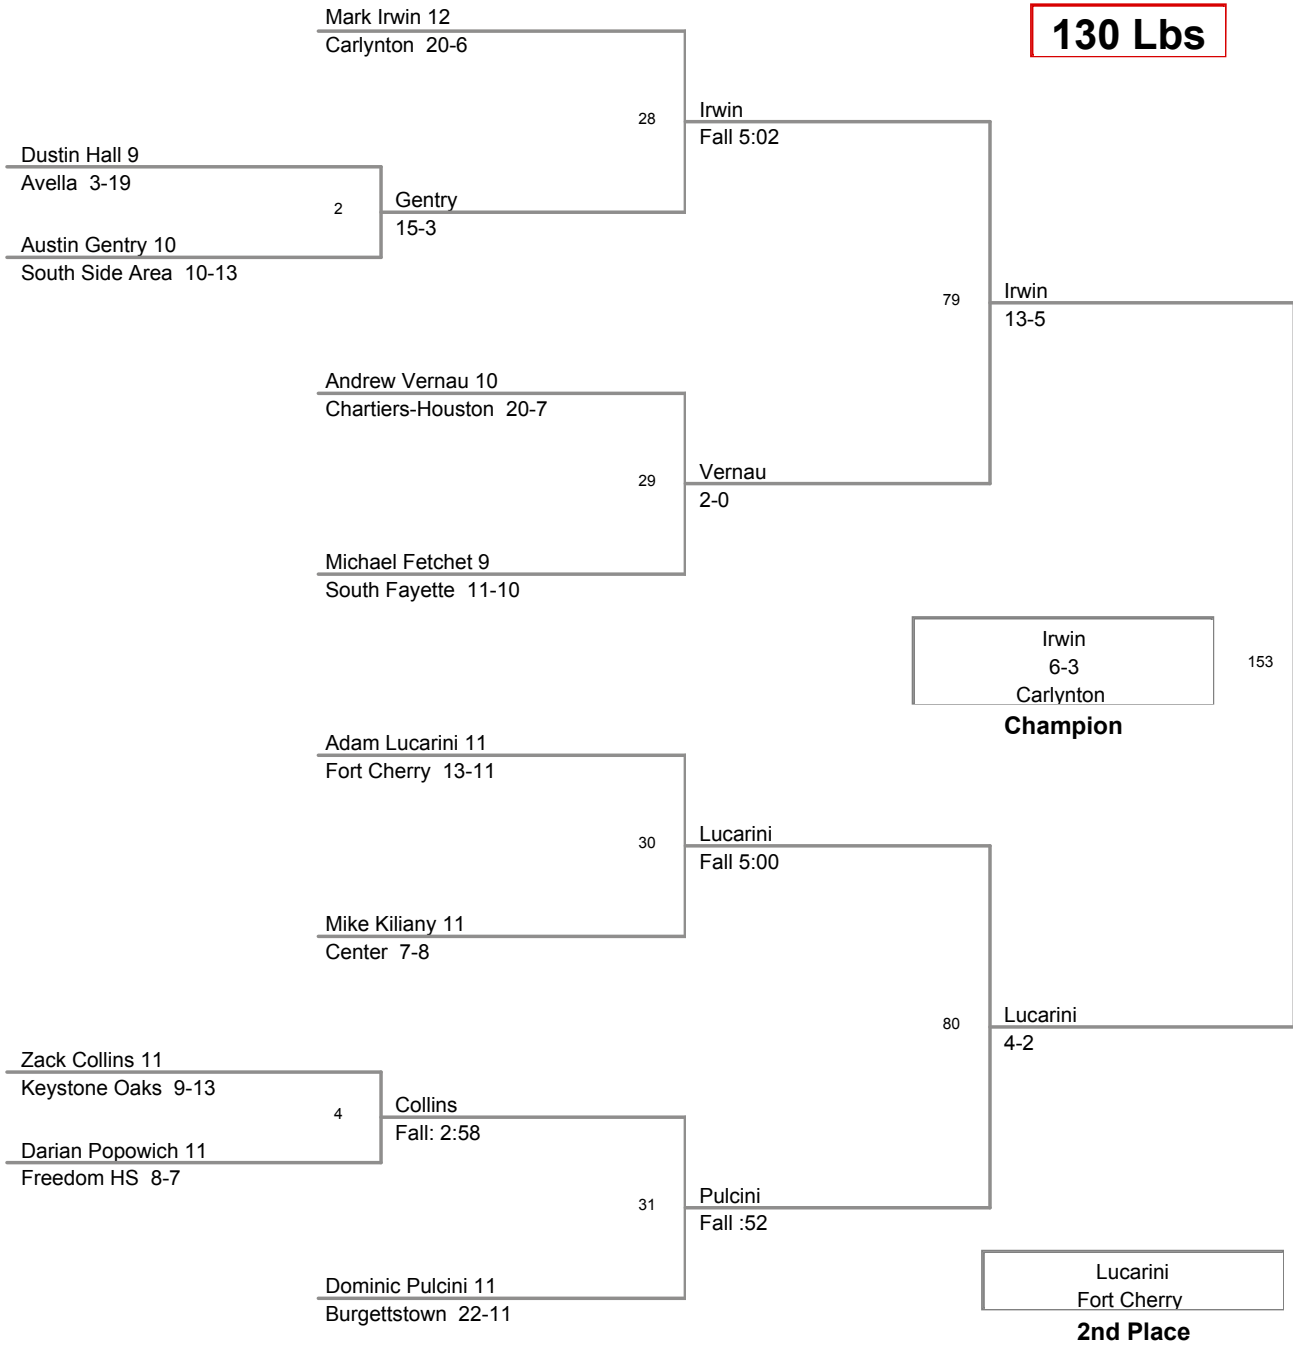 Mark Irwin 12
Carlynton 20-6
130 Lbs
28
Irwin
Fall 5:02
Dustin Hall 9
Avella 3-19
2
Gentry
15-3
Austin Gentry 10
South Side Area 10-13
79
Irwin
13-5
Andrew Vernau 10
Chartiers-Houston 20-7
29
Vernau
2-0
Michael Fetchet 9
South Fayette 11-10
Irwin
6-3
Carlynton
153
Champion
Adam Lucarini 11
Fort Cherry 13-11
30
Lucarini
Fall 5:00
Mike Kiliany 11
Center 7-8
80
Lucarini
4-2
Zack Collins 11
Keystone Oaks 9-13
4
Collins
Fall: 2:58
Darian Popowich 11
Freedom HS 8-7
31
Pulcini
Fall :52
Dominic Pulcini 11
Burgettstown 22-11
Lucarini
Fort Cherry
2nd Place